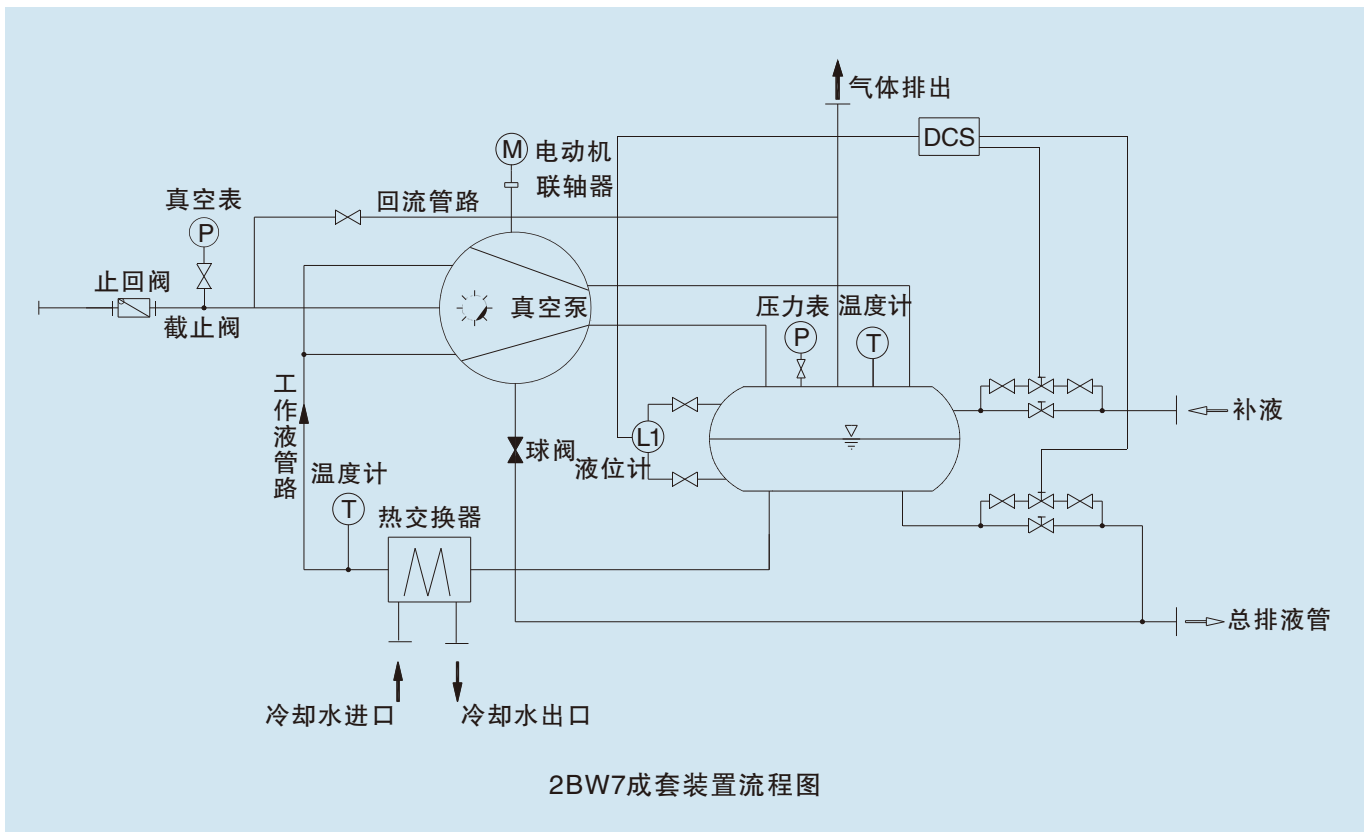 气体排出
DCS
M
电动机
联轴器
真空表
P
回流管路
止回阀
截止阀
真空泵
压力表
温度计
P
T
工作液管路
补液
L1
液位计
球阀
温度计
T
热交换器
总排液管
冷却水进口
冷却水出口
2BW7成套装置流程图